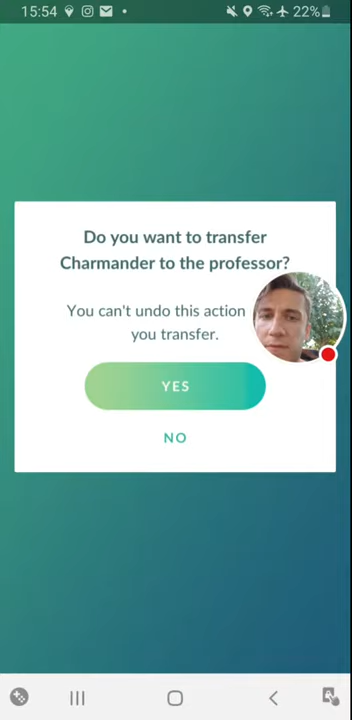 15:54
22%
Do you want to transfer
Charmander to the professor?
You can't undo this action
you transfer.
YES
NO